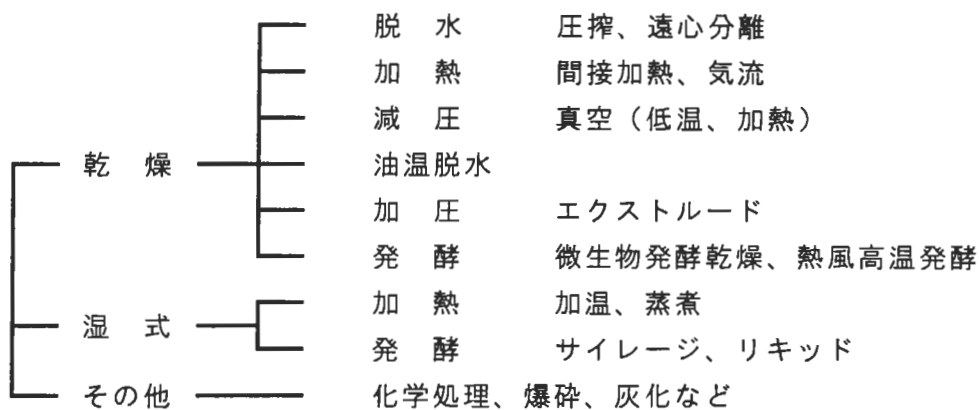 脱 水 圧搾、遠心分離
加 熱 間接加熱、気流
減 圧 真空（低温、加熱）
乾 燥 油温脱水
加 圧 エクストルード
発 酵 微生物発酵乾燥、熱風高温発酵
加 熱 加温、蒸煮
湿 式
発 酵 サイレージ、リキッド
その他 化学処理、爆砕、灰化など